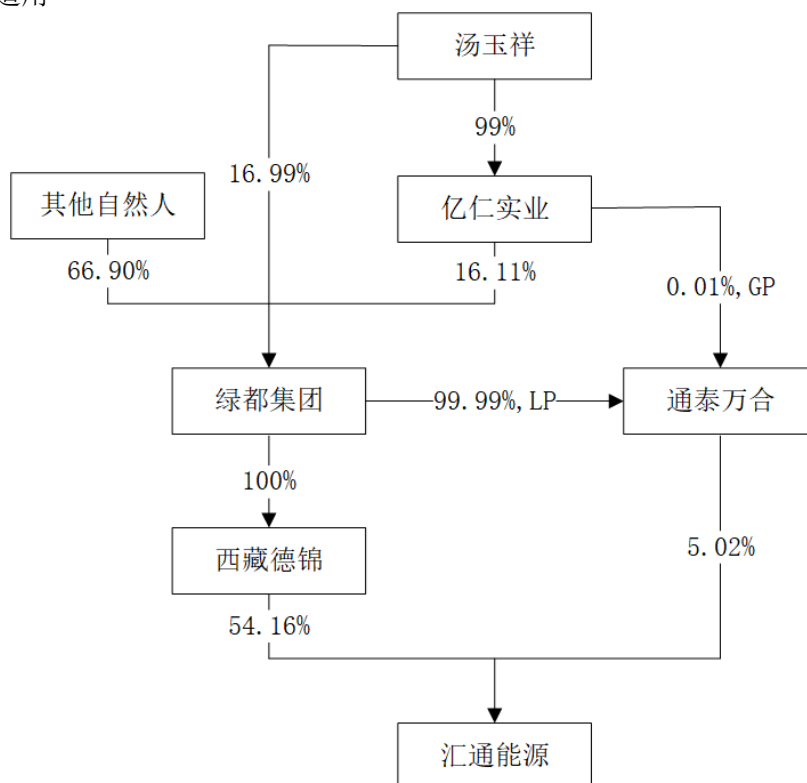 适用
汤玉祥
99%
16.99%
其他自然人
亿仁实业
66.90%
16.11%
0.01%,GP
绿都集团
99.99%,LP
通泰万合
100%
西藏德锦
5.02%
54.16%
汇通能源